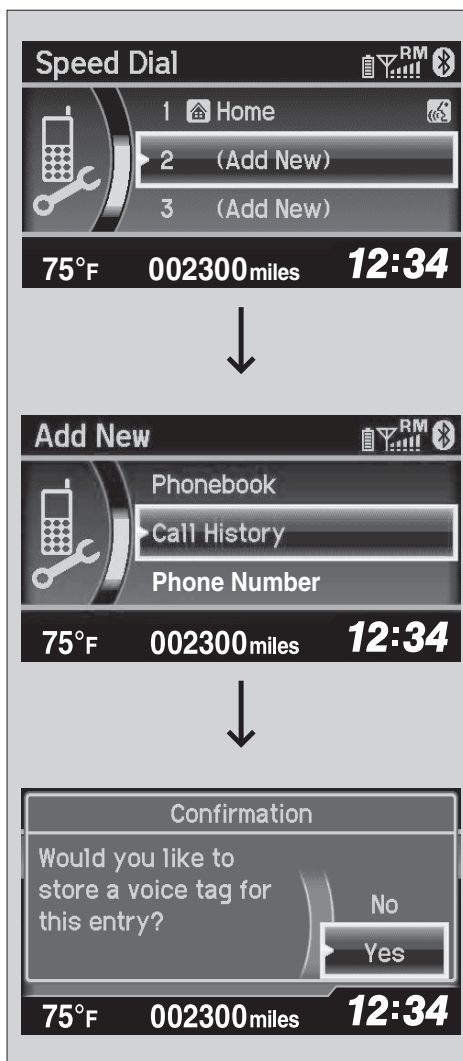 Speed Dial
RM
1 Home
2 (Add New)
3 (Add New)
75°F 002300 miles 12:34
Add New
RM
Phonebook
Call History
Phone Number
75°F 002300 miles 12:34
Confirmation
Would you like to
store a voice tag for
this entry?
No
Yes
75°F 002300 miles 12:34